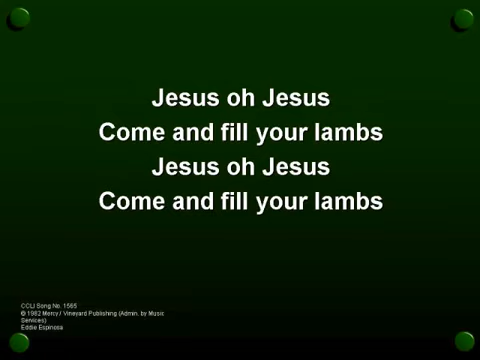 Jesus oh Jesus
Come and fill your lambs
Jesus oh Jesus
Come and fill your lambs
CCLI Song No. 1565
© 1982 Mercy / Vineyard Publishing (Admin. by Music
Services)
Eddie Espinosa